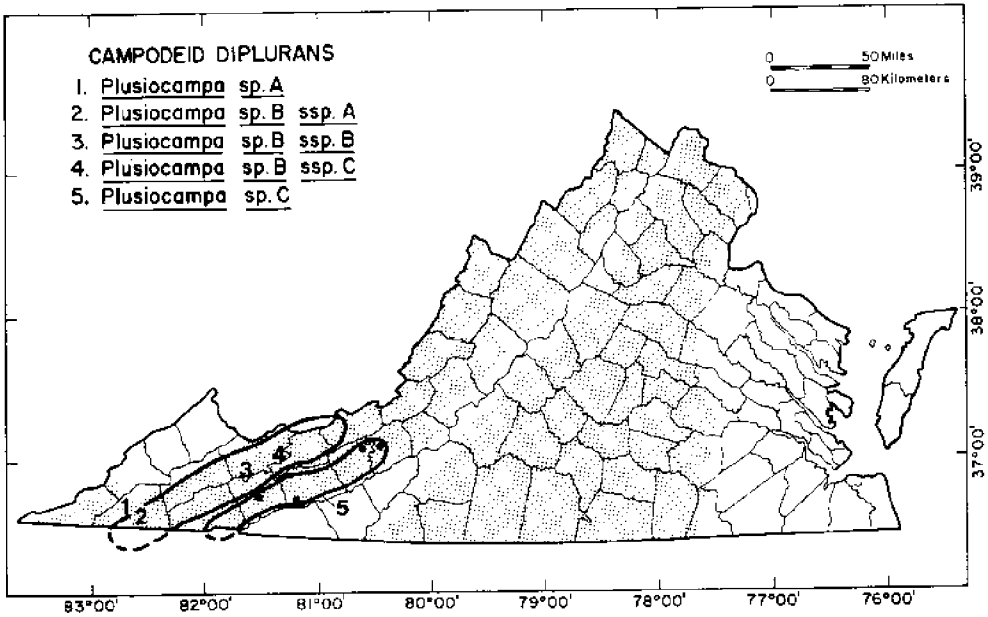 CAMPODEID DIPLURANS
1. Plusiocampa sp. A
2. Plusiocampa sp. B ssp. A
3. Plusiocampa sp. B ssp. B
4. Plusiocampa sp. B ssp. C
5. Plusiocampa sp. C
0 50 Miles
0 80 Kilometers
39°00'
38°00'
37°00'
3 4
1 2
5
83°00' 82°00' 81°00' 80°00' 79°00' 78°00' 77°00' 76°00'